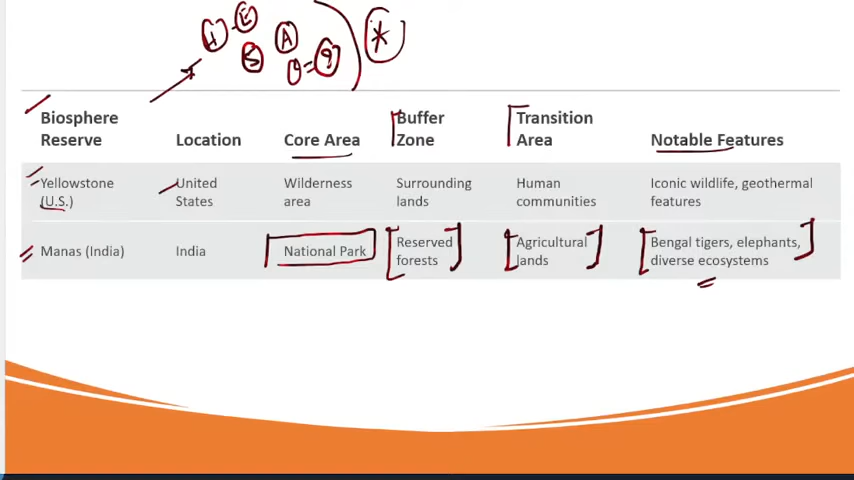 H E
S A
Biosphere Reserve Location Core Area Buffer Zone Transition Area Notable Features
Yellowstone (U.S.) United States Wilderness area Surrounding lands Human communities Iconic wildlife, geothermal features
Manas (India) India National Park Reserved forests Agricultural lands Bengal tigers, elephants, diverse ecosystems